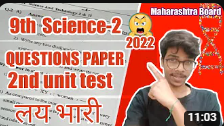 Maharashtra Board
9th Science-2
2022
QUESTIONS PAPER
2nd unit test
लय भारी
11:03